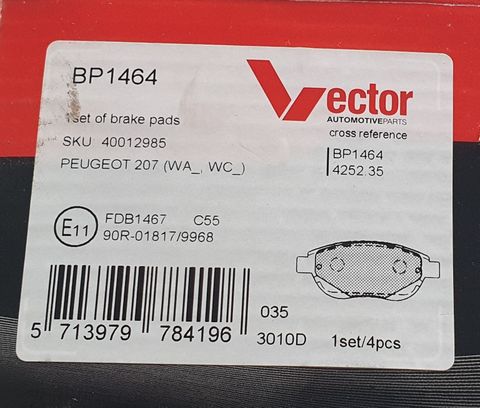 BP1464
Vector
AUTOMOTIVEPARTS
1set of brake pads
cross reference
SKU: 40012985
BP1464
PEUGEOT 207 (WA_, WC_)
4252.35
E11
FDB1467 C55
90R-01817/9968
035
5 713979 784196
3010D
1set/4pcs